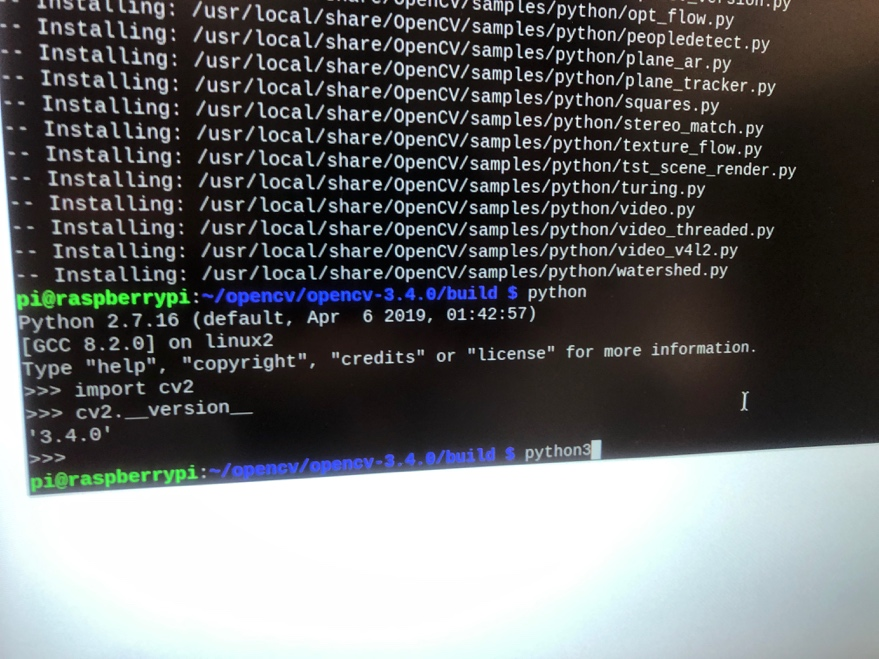 -- Installing: /usr/local/share/OpenCV/samples/python/opt_flow.py
-- Installing: /usr/local/share/OpenCV/samples/python/peopledetect.py
-- Installing: /usr/local/share/OpenCV/samples/python/plane_ar.py
-- Installing: /usr/local/share/OpenCV/samples/python/plane_tracker.py
-- Installing: /usr/local/share/OpenCV/samples/python/squares.py
-- Installing: /usr/local/share/OpenCV/samples/python/stereo_match.py
-- Installing: /usr/local/share/OpenCV/samples/python/texture_flow.py
-- Installing: /usr/local/share/OpenCV/samples/python/tst_scene_render.py
-- Installing: /usr/local/share/OpenCV/samples/python/turing.py
-- Installing: /usr/local/share/OpenCV/samples/python/video.py
-- Installing: /usr/local/share/OpenCV/samples/python/video_threaded.py
-- Installing: /usr/local/share/OpenCV/samples/python/video_v4l2.py
-- Installing: /usr/local/share/OpenCV/samples/python/watershed.py
pi@raspberrypi:~/opencv/opencv-3.4.0/build $ python
Python 2.7.16 (default, Apr  6 2019, 01:42:57)
[GCC 8.2.0] on linux2
Type "help", "copyright", "credits" or "license" for more information.
>>> import cv2
>>> cv2.__version__
'3.4.0'
>>>
pi@raspberrypi:~/opencv/opencv-3.4.0/build $ python3